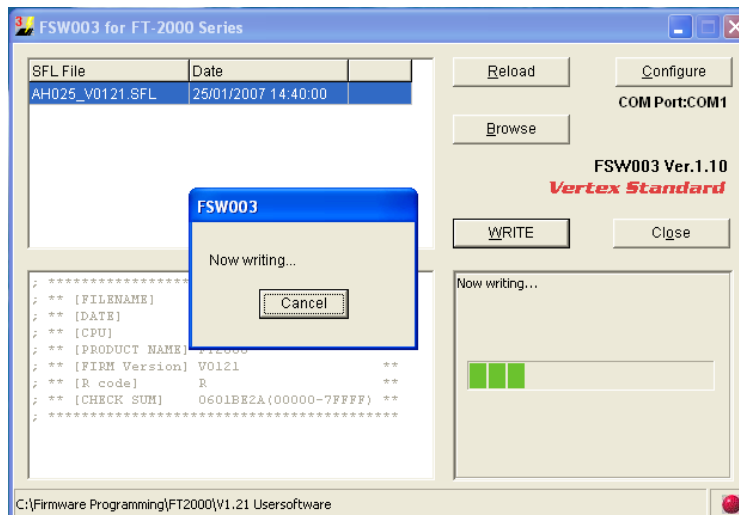 FSW003 for FT-2000 Series
SFL File Date
AH025_V0121.SFL 25/01/2007 14:40:00
Reload Configure
COM Port:COM1
Browse
FSW003 Ver.1.10
Vertex Standard
WRITE Close
FSW003
Now writing...
Cancel
; ******************
; ** [FILENAME]
; ** [DATE]
; ** [CPU]
; ** [PRODUCT NAME]
; ** [FIRM Version] V0121 **
; ** [R code] R **
; ** [CHECK SUM] 0601BE2A(00000-7FFFF) **
; ******************************************
Now writing...
C:\Firmware Programming\FT2000\V1.21 Usersoftware